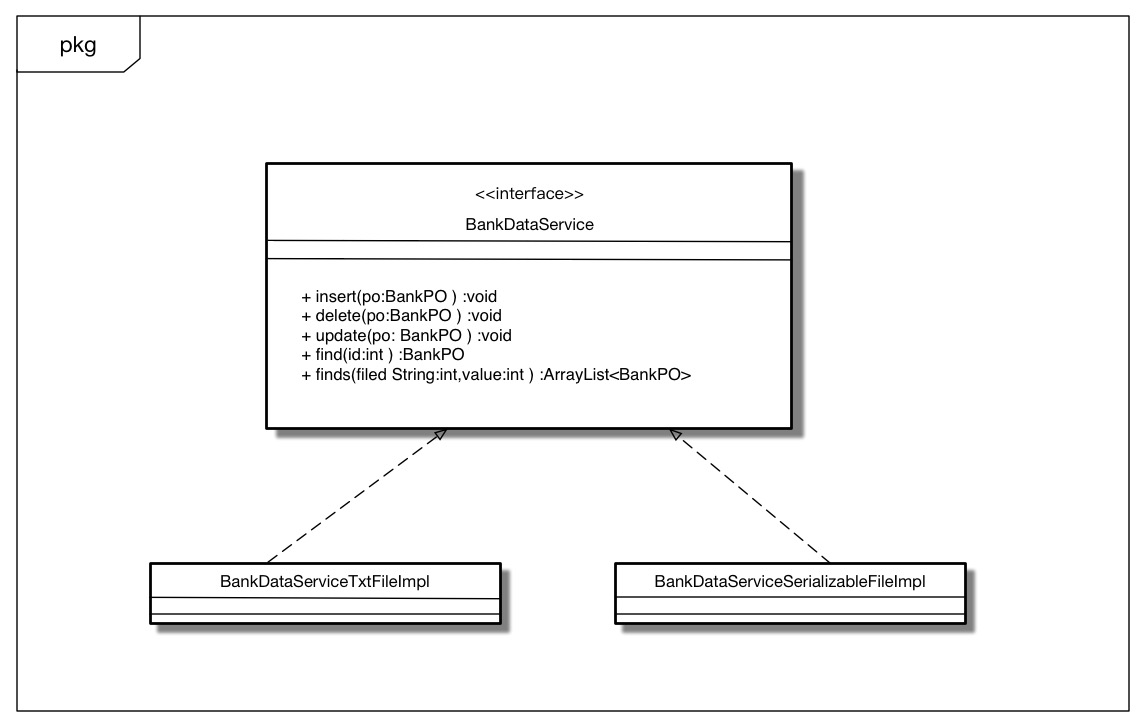 pkg
<<interface>>
BankDataService
+ insert(po:BankPO ) :void
+ delete(po:BankPO ) :void
+ update(po: BankPO ) :void
+ find(id:int ) :BankPO
+ finds(filed String:int,value:int ) :ArrayList<BankPO>
BankDataServiceTxtFileImpl
BankDataServiceSerializableFileImpl